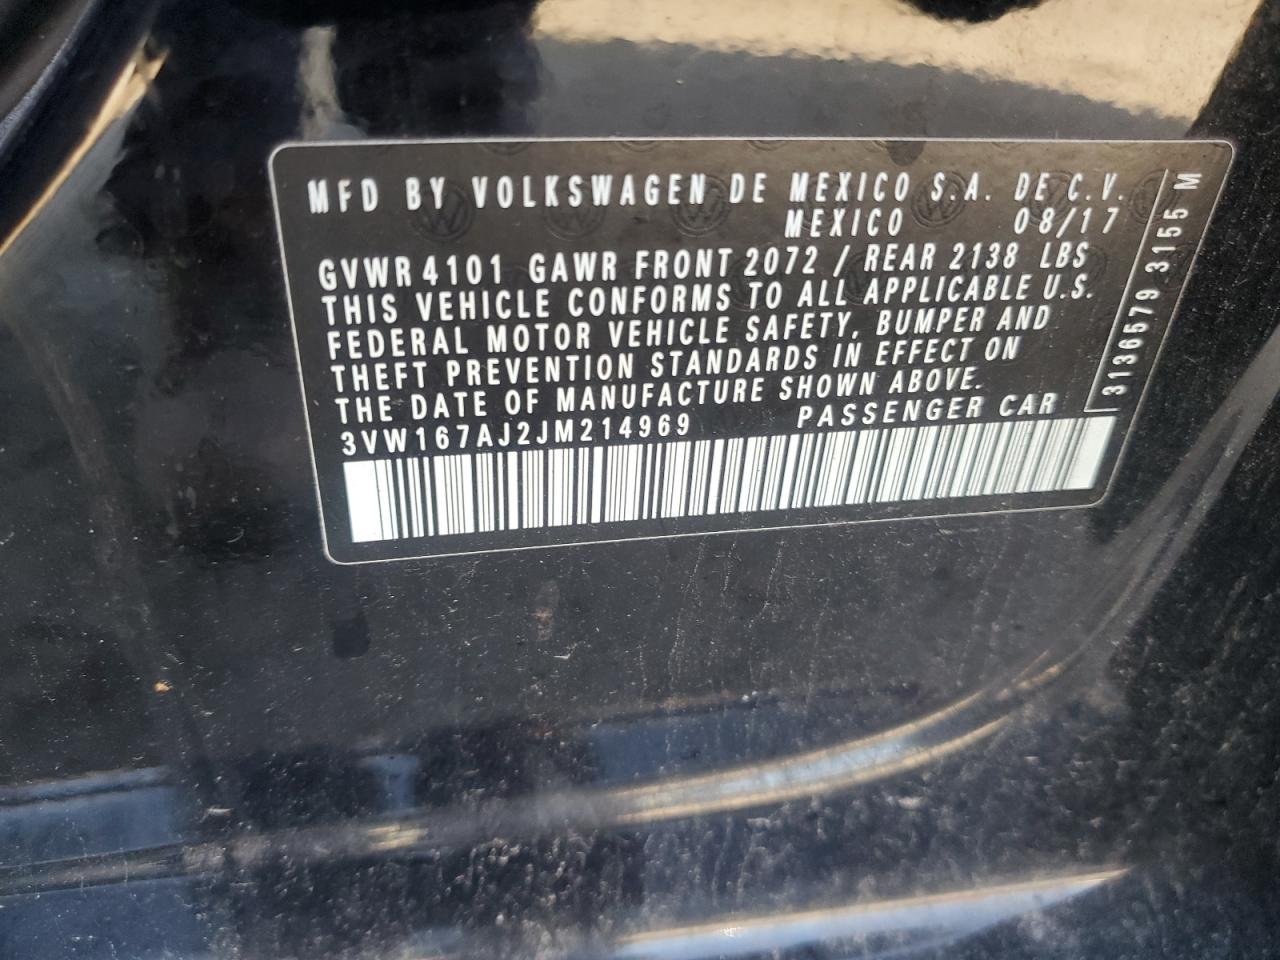 MFD BY VOLKSWAGEN DE MEXICO S.A. DE C.V.
MEXICO 08/17
GVWR 4101 GAWR FRONT 2072 / REAR 2138 LBS
THIS VEHICLE CONFORMS TO ALL APPLICABLE U.S.
FEDERAL MOTOR VEHICLE SAFETY, BUMPER AND
THEFT PREVENTION STANDARDS IN EFFECT ON
THE DATE OF MANUFACTURE SHOWN ABOVE.
3VW167AJ2JM214969 PASSENGER CAR
3136579 3155 M